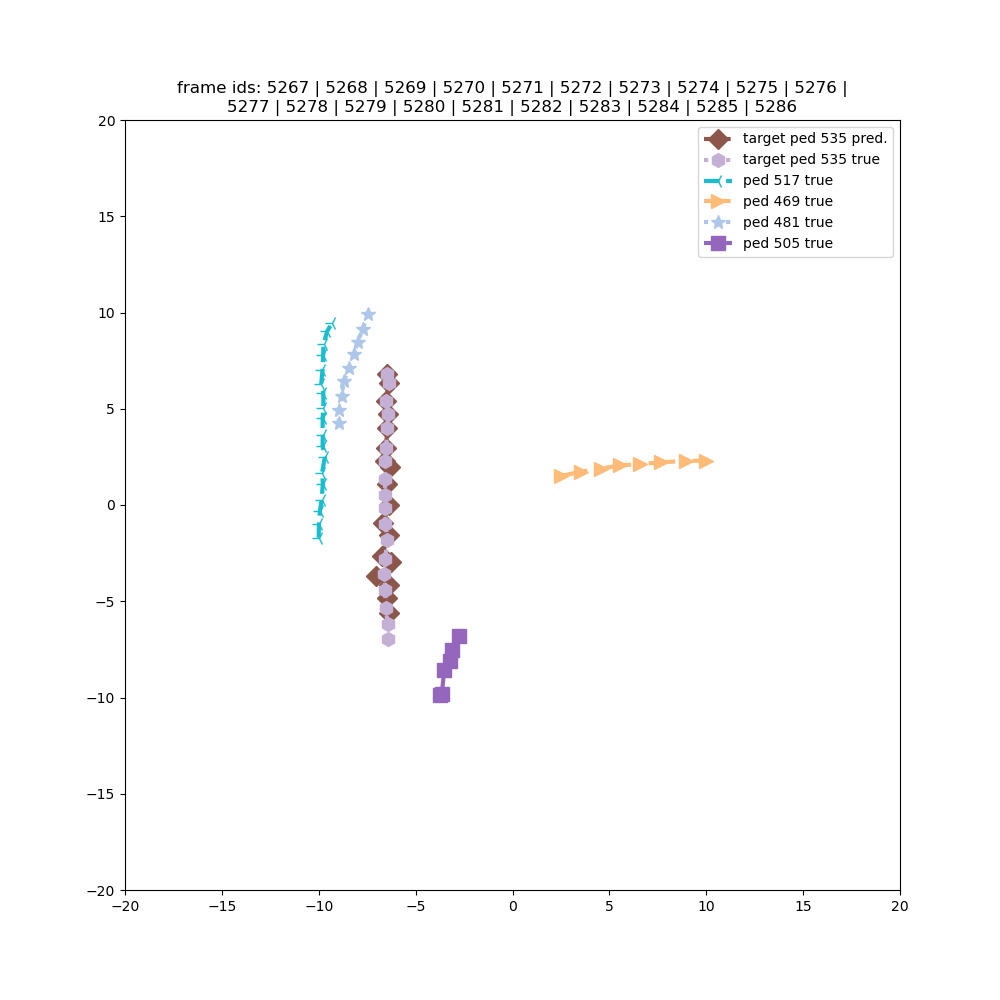 frame ids: 5267 | 5268 | 5269 | 5270 | 5271 | 5272 | 5273 | 5274 | 5275 | 5276 |
5277 | 5278 | 5279 | 5280 | 5281 | 5282 | 5283 | 5284 | 5285 | 5286
target ped 535 pred.
target ped 535 true
ped 517 true
ped 469 true
ped 481 true
ped 505 true
20
15
10
5
0
−5
−10
−15
−20
−20 −15 −10 −5 0 5 10 15 20